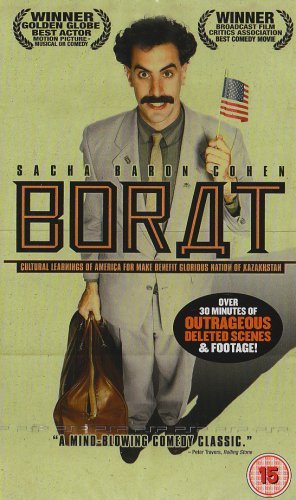 WINNER
GOLDEN GLOBE
BEST ACTOR
MOTION PICTURE -
MUSICAL OR COMEDY
WINNER
BROADCAST FILM
CRITICS ASSOCIATION
BEST COMEDY MOVIE
SACHA BARON COHEN
BORДT
CULTURAL LEARNINGS OF AMERICA FOR MAKE BENEFIT GLORIOUS NATION OF KAZAKHSTAN
OVER
30 MINUTES OF
OUTRAGEOUS
DELETED SCENES
& FOOTAGE!
"A MIND-BLOWING COMEDY CLASSIC."
– Peter Travers, Rolling Stone
15